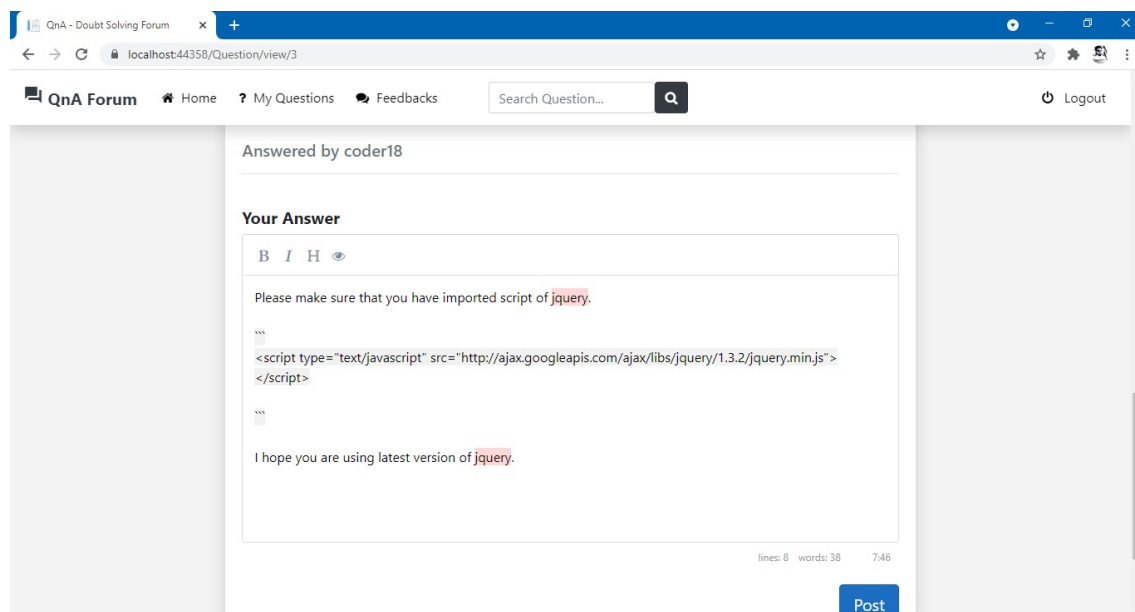 QnA - Doubt Solving Forum
localhost:44358/Question/view/3
QnA Forum Home ? My Questions Feedbacks Search Question... Logout
Answered by coder18
Your Answer
B I H
Please make sure that you have imported script of jquery.
```
<script type="text/javascript" src="http://ajax.googleapis.com/ajax/libs/jquery/1.3.2/jquery.min.js">
</script>
```
I hope you are using latest version of jquery.
lines: 8 words: 38 7:46
Post